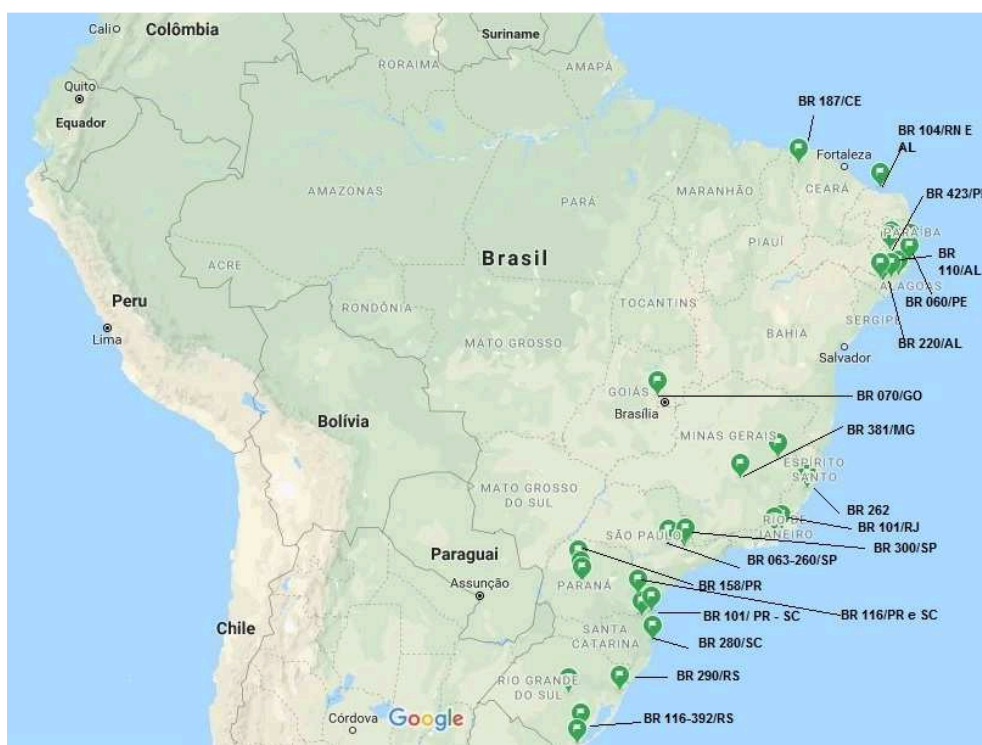 Colômbia
Cali
Suriname
RORAIMA
AMAPÁ
Quito
Equador
BR 187/CE
Fortaleza
BR 104/RN E
AL
AMAZONAS
PARÁ
MARANHÃO
CEARÁ
BR 423/PE
PARAÍBA
PIAUÍ
Brasil
ACRE
BR
110/AL
ALAGOAS
BR 060/PE
Peru
RONDÔNIA
TOCANTINS
SERGIPE
Lima
MATO GROSSO
BAHIA
BR 220/AL
Salvador
GOIÁS
BR 070/GO
Brasília
Bolívia
MINAS GERAIS
BR 381/MG
ESPÍRITO
SANTO
MATO GROSSO
DO SUL
BR 262
RIO DE
JANEIRO
BR 101/RJ
SÃO PAULO
BR 300/SP
Paraguai
BR 063-260/SP
Assunção
PARANÁ
BR 158/PR
BR 116/PR e SC
BR 101/ PR - SC
Chile
SANTA
CATARINA
BR 280/SC
RIO GRANDE
DO SUL
BR 290/RS
Córdova
Google
BR 116-392/RS